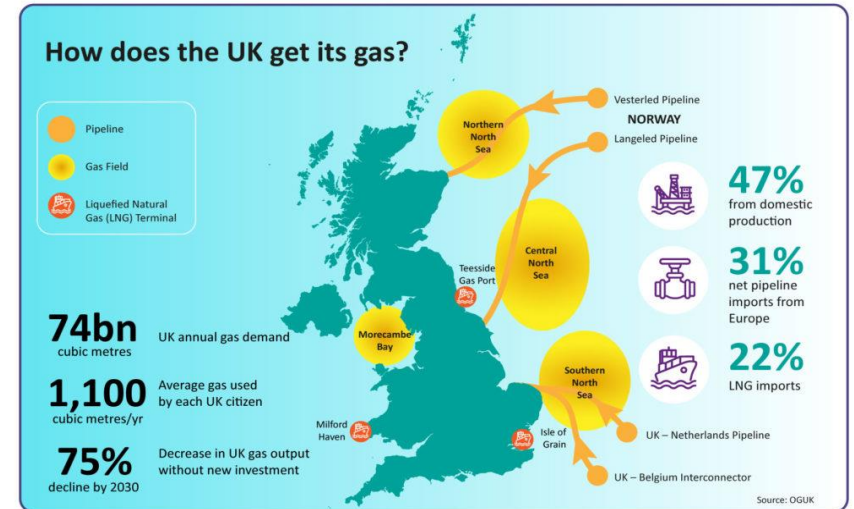 How does the UK get its gas?
Pipeline
Gas Field
Liquefied Natural
Gas (LNG) Terminal
Northern
North
Sea
Vesterled Pipeline
NORWAY
Langeled Pipeline
47%
from domestic
production
Central
North
Sea
31%
net pipeline
imports from
Europe
Teesside
Gas Port
74bn
cubic metres
UK annual gas demand
Morecambe
Bay
22%
LNG imports
1,100
cubic metres/yr
Average gas used
by each UK citizen
Southern
North
Sea
Milford
Haven
Isle of
Grain
UK – Netherlands Pipeline
75%
decline by 2030
Decrease in UK gas output
without new investment
UK – Belgium Interconnector
Source: OGUK